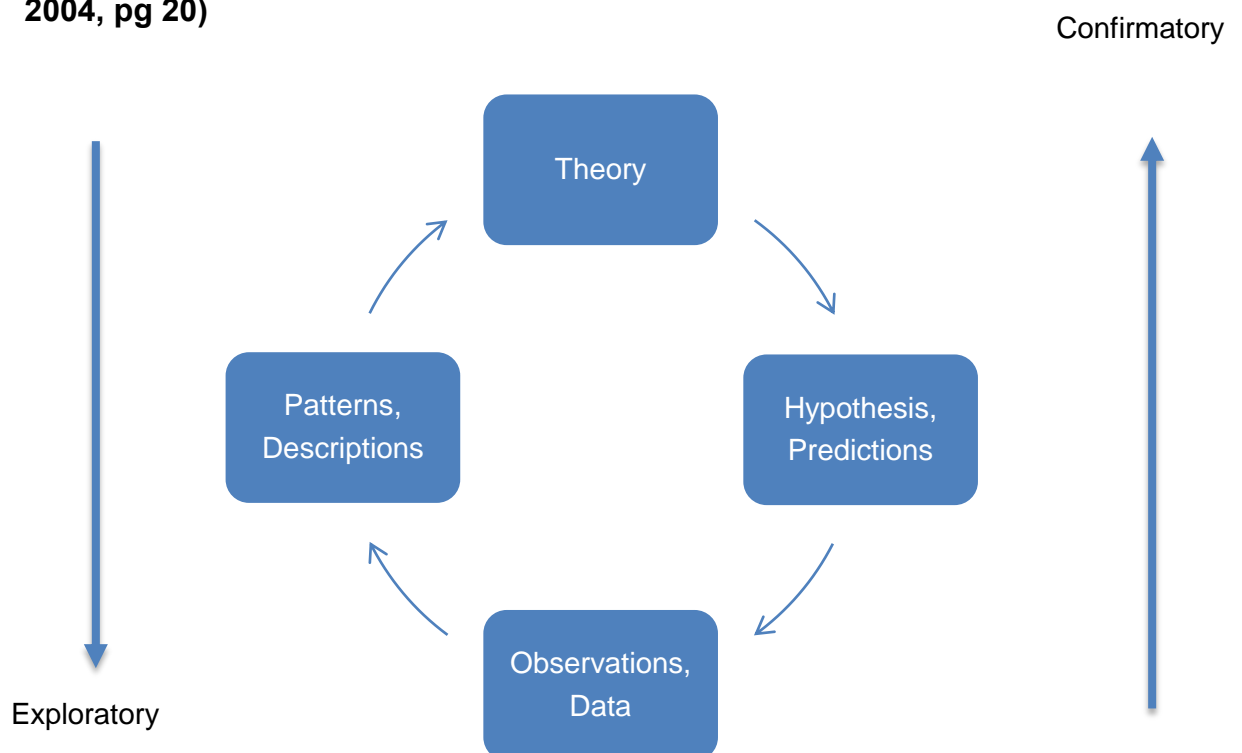 2004, pg 20)
Confirmatory
Theory
Patterns,
Descriptions
Hypothesis,
Predictions
Observations,
Data
Exploratory